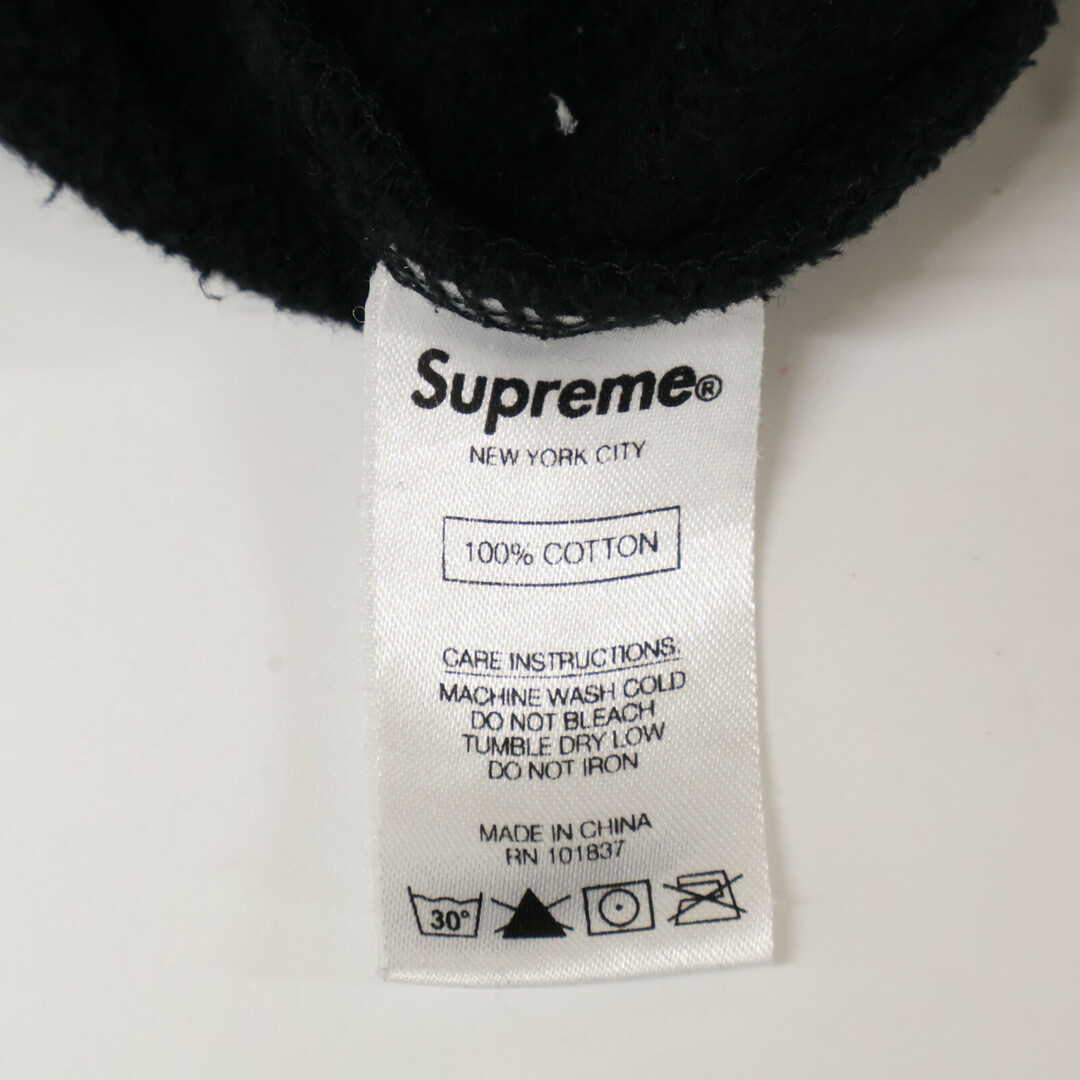 Supreme®
NEW YORK CITY
100% COTTON
CARE INSTRUCTIONS:
MACHINE WASH COLD
DO NOT BLEACH
TUMBLE DRY LOW
DO NOT IRON
MADE IN CHINA
RN 101837
30°